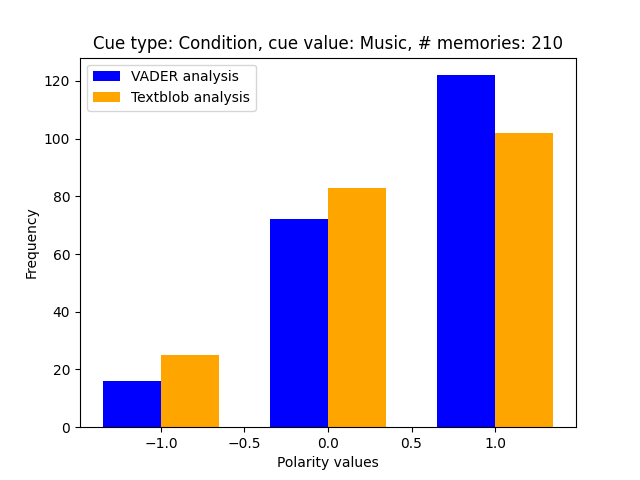 Cue type: Condition, cue value: Music, # memories: 210
VADER analysis
Textblob analysis
Frequency
120
100
80
60
40
20
0
−1.0 −0.5 0.0 0.5 1.0
Polarity values